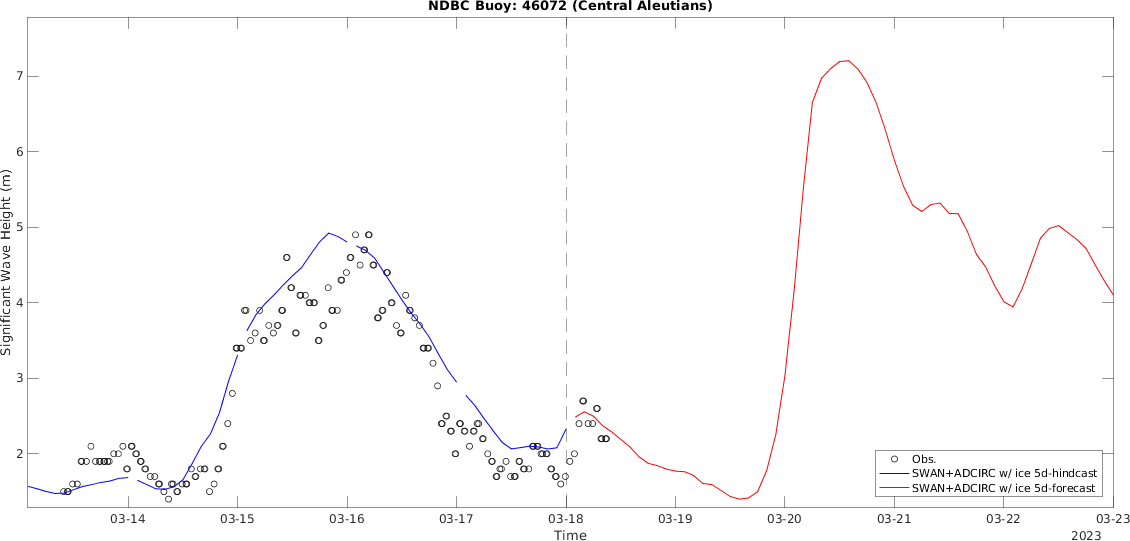 NDBC Buoy: 46072 (Central Aleutians)
Significant Wave Height (m)
7
6
5
4
3
2
03-14
03-15
03-16
03-17
03-18
03-19
03-20
03-21
03-22
03-23
Time
2023
Obs.
SWAN+ADCIRC w/ ice 5d-hindcast
SWAN+ADCIRC w/ ice 5d-forecast